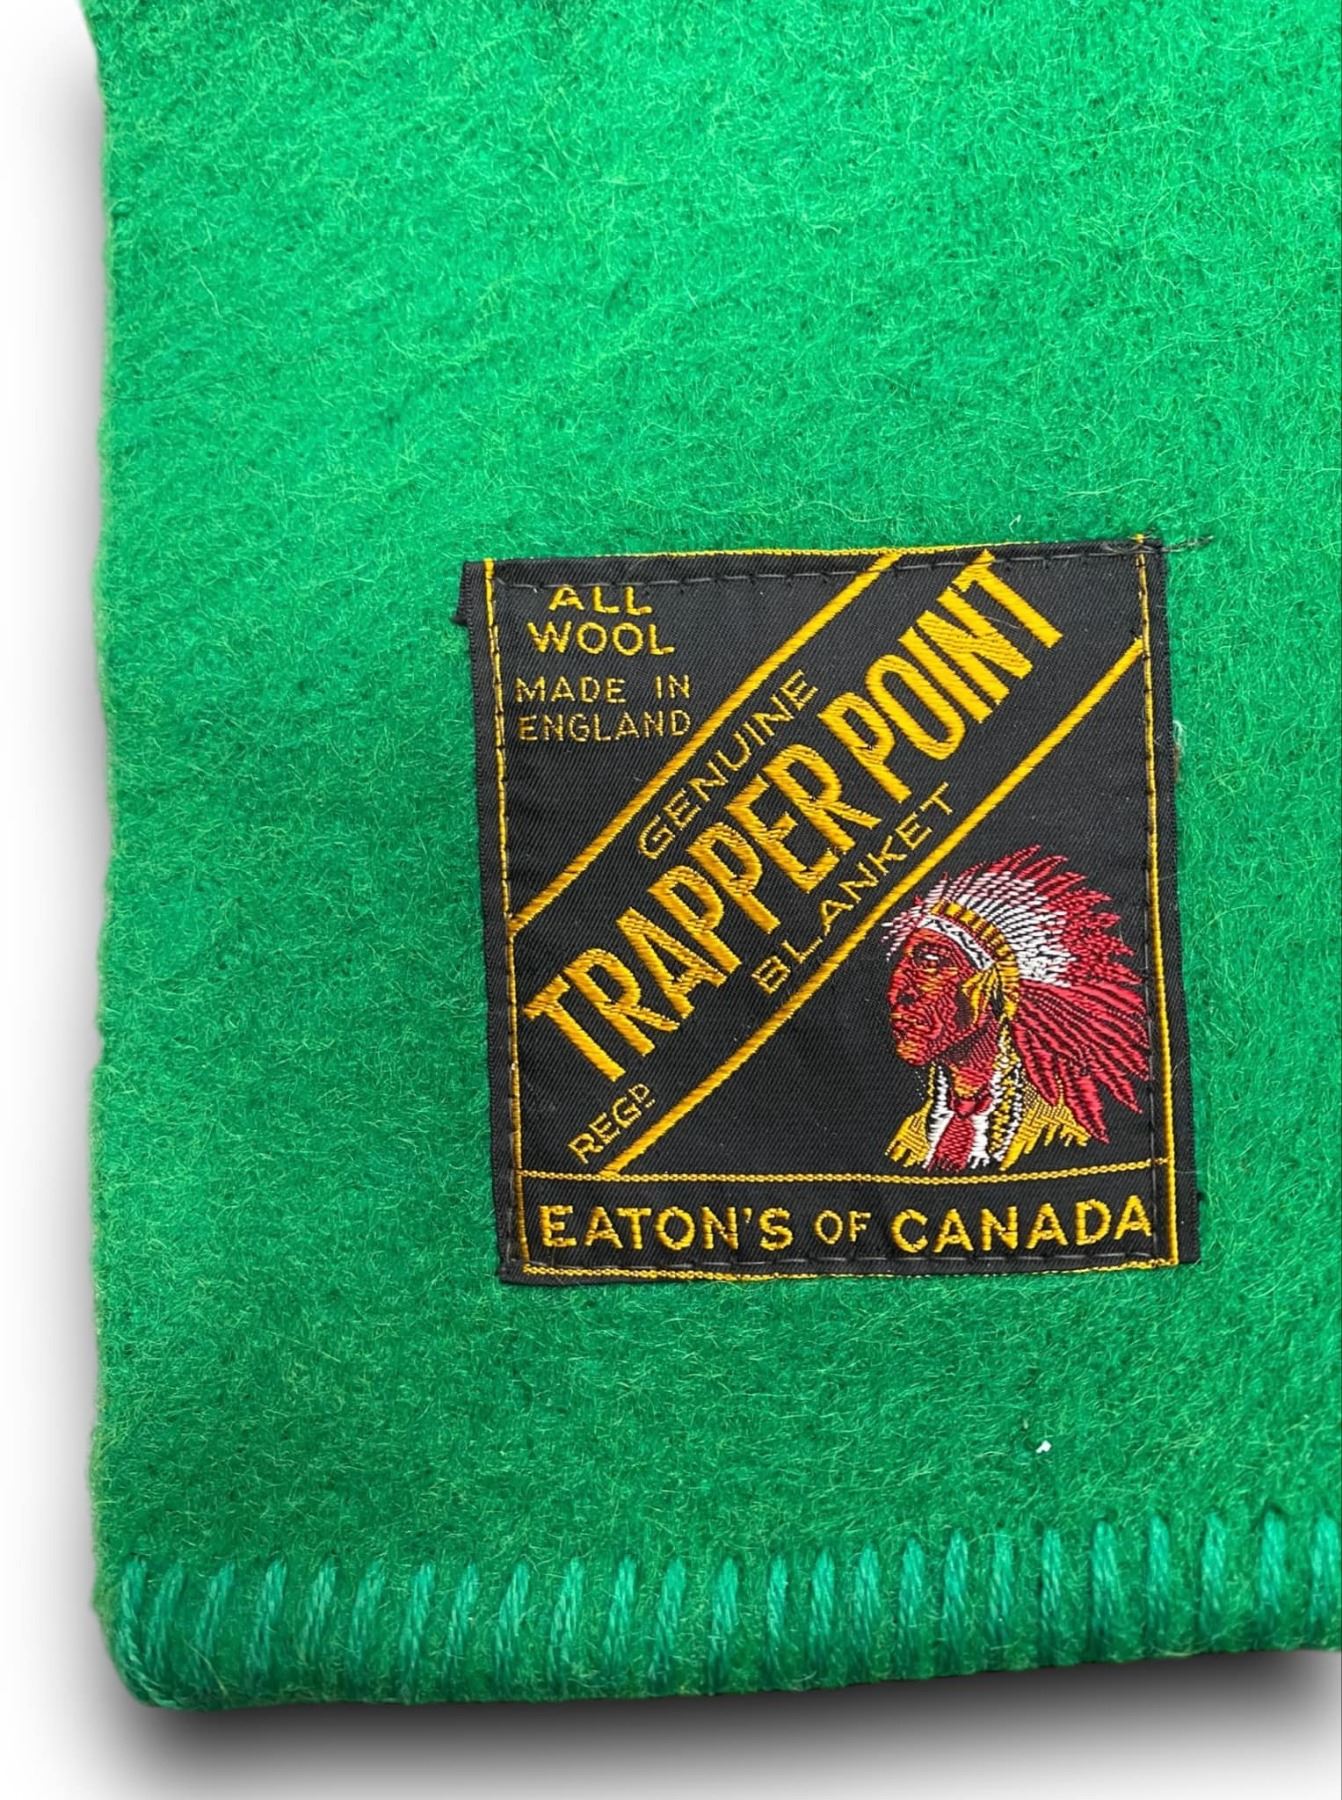 ALL
WOOL
MADE IN
ENGLAND
GENUINE
TRAPPER POINT
BLANKET
REGD
EATON'S OF CANADA